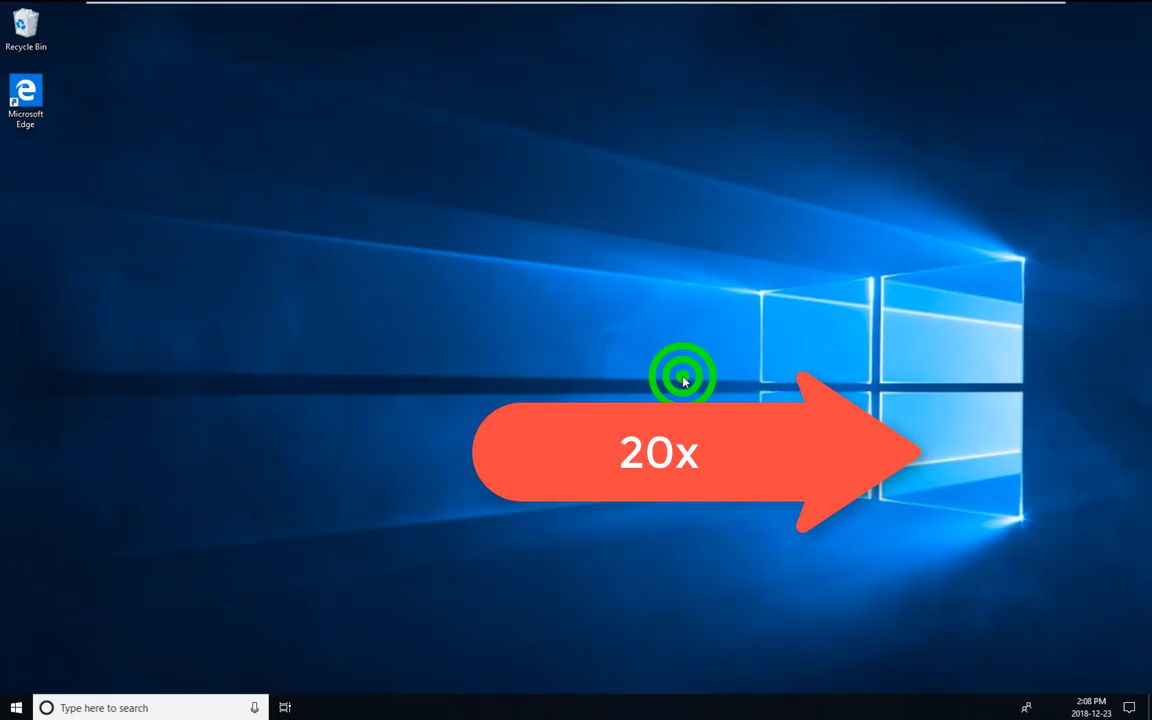 Recycle Bin
Microsoft
Edge
20x
Type here to search
2:08 PM
2018-12-23